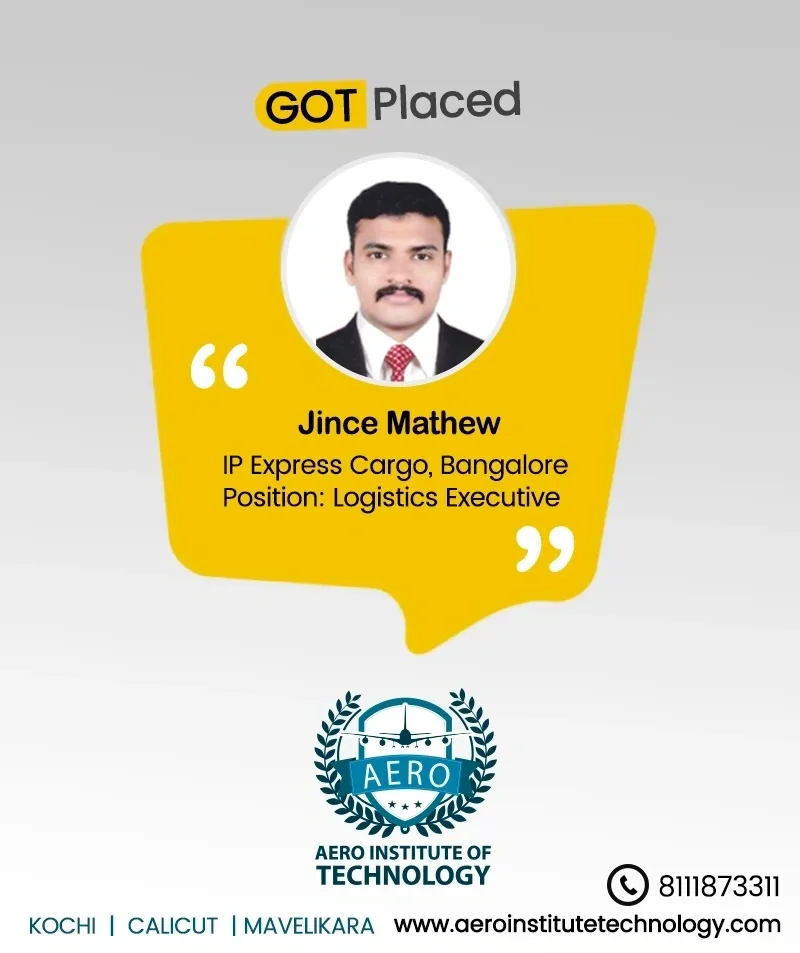 GOT Placed
“
Jince Mathew
IP Express Cargo, Bangalore
Position: Logistics Executive
”
AERO
AERO INSTITUTE OF
TECHNOLOGY
8111873311
KOCHI | CALICUT | MAVELIKARA www.aeroinstitutetechnology.com